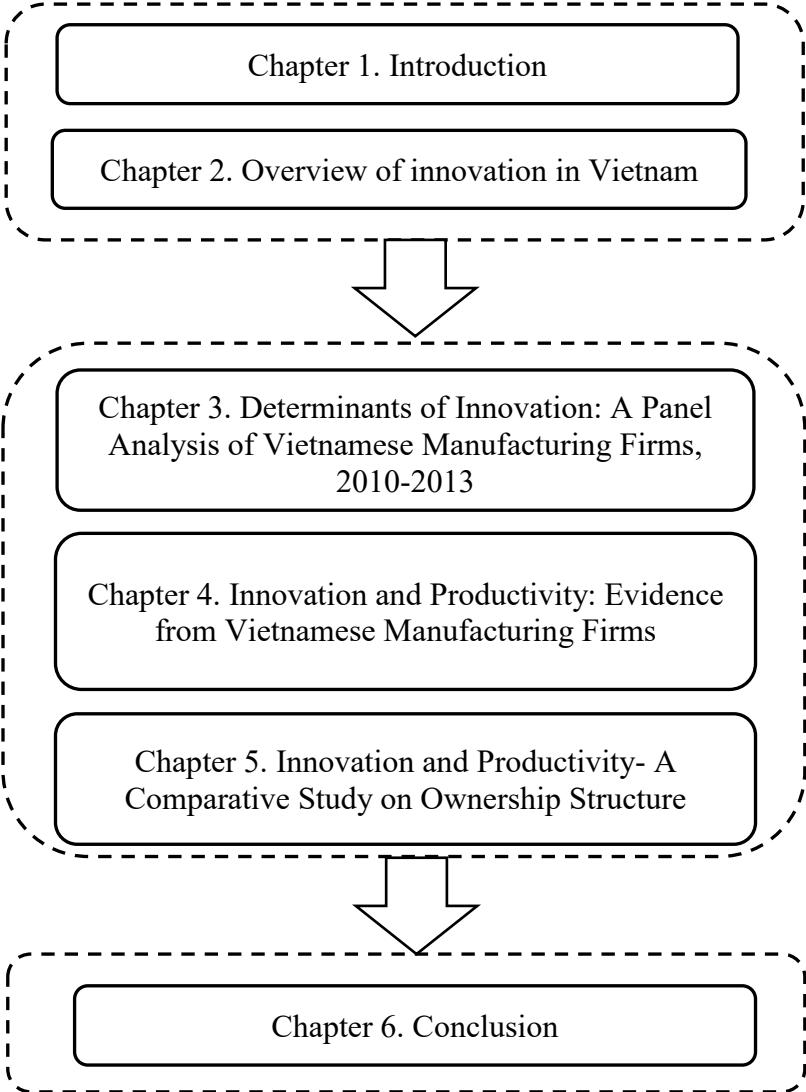 Chapter 1. Introduction
Chapter 2. Overview of innovation in Vietnam
Chapter 3. Determinants of Innovation: A Panel
Analysis of Vietnamese Manufacturing Firms,
2010-2013
Chapter 4. Innovation and Productivity: Evidence
from Vietnamese Manufacturing Firms
Chapter 5. Innovation and Productivity- A
Comparative Study on Ownership Structure
Chapter 6. Conclusion